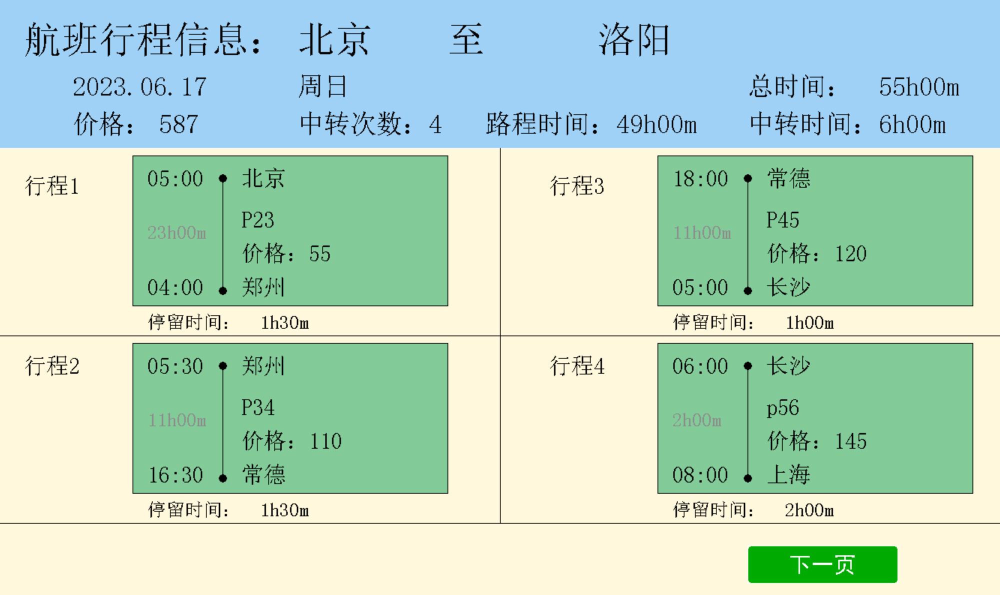 航班行程信息： 北京 至 洛阳
2023.06.17 周日 总时间： 55h00m
价格： 587 中转次数：4 路程时间：49h00m 中转时间：6h00m
行程1
05:00 北京
P23
23h00m
价格：55
04:00 郑州
停留时间： 1h30m
行程2
05:30 郑州
P34
11h00m
价格：110
16:30 常德
停留时间： 1h30m
行程3
18:00 常德
P45
11h00m
价格：120
05:00 长沙
停留时间： 1h00m
行程4
06:00 长沙
p56
2h00m
价格：145
08:00 上海
停留时间： 2h00m
下一页